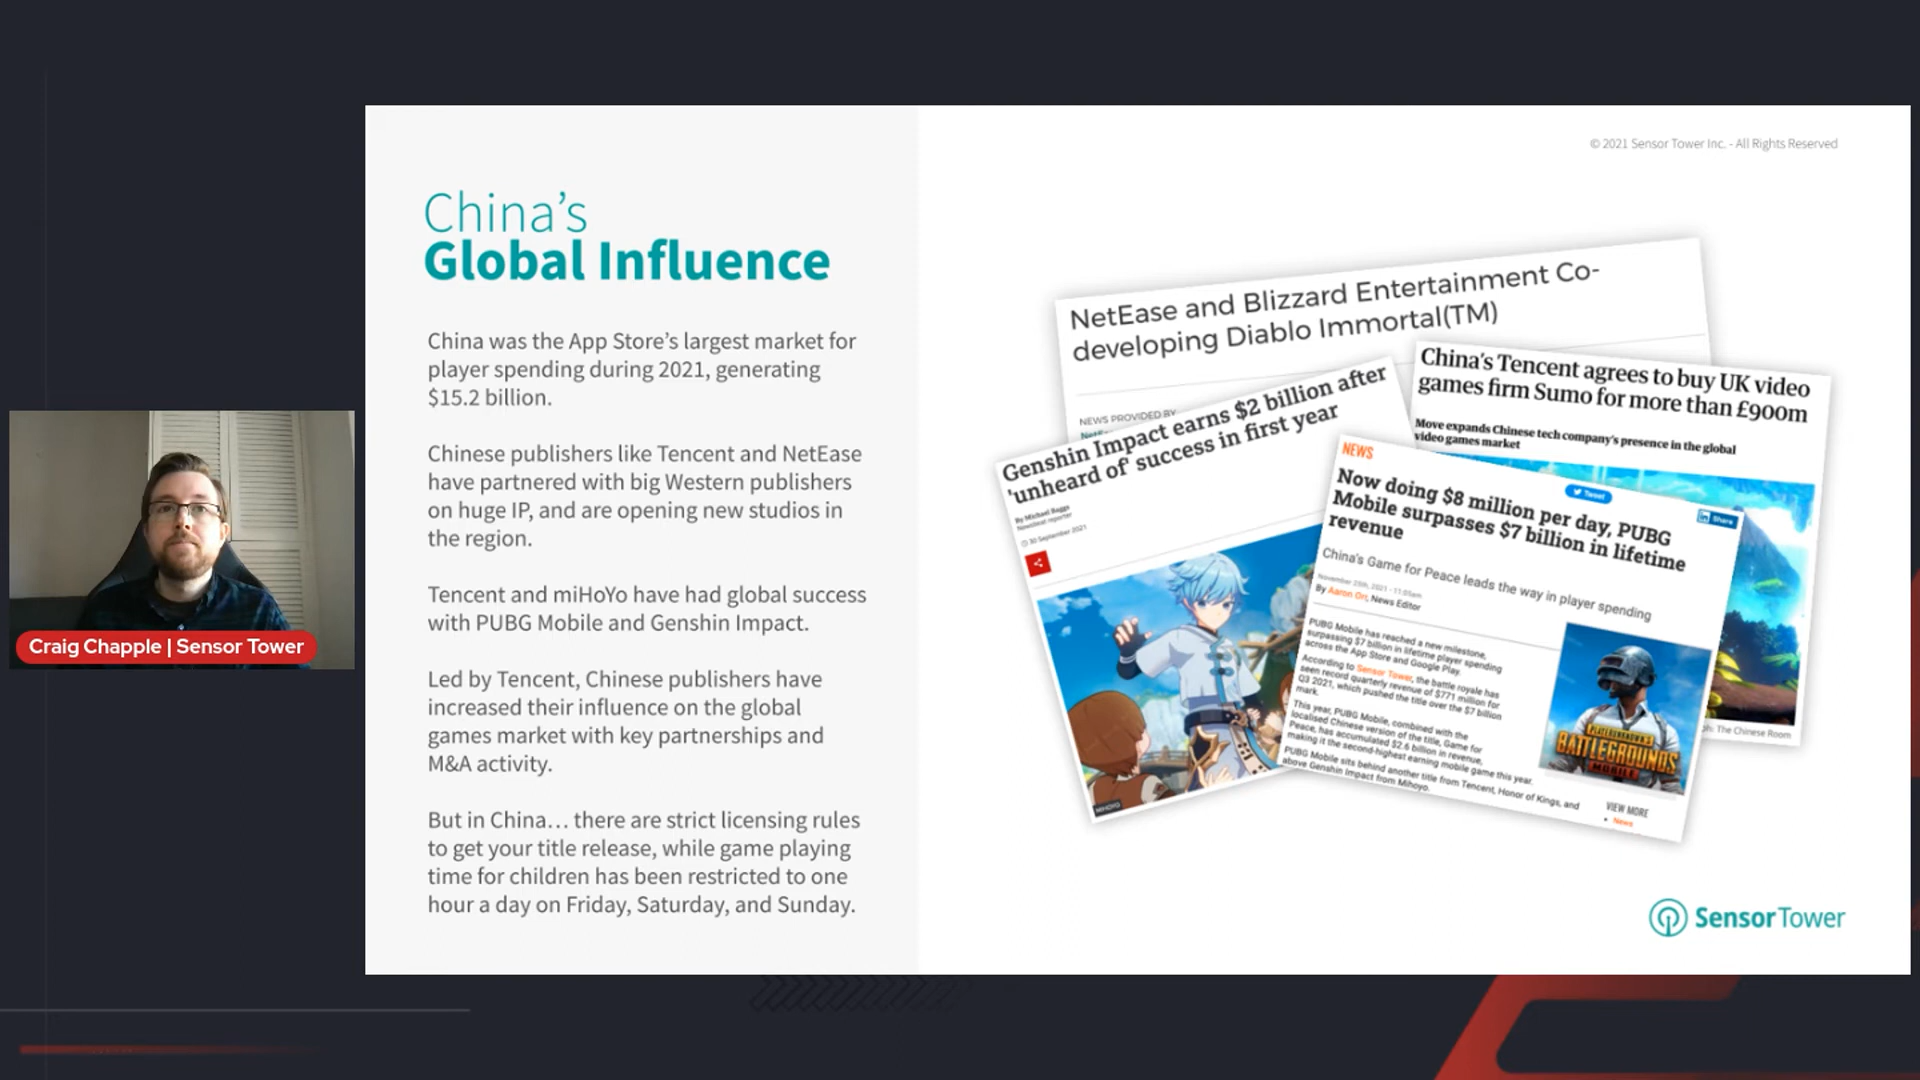 © 2021 Sensor Tower Inc. - All Rights Reserved
China's
Global Influence
China was the App Store's largest market for
player spending during 2021, generating
$15.2 billion.
Chinese publishers like Tencent and NetEase
have partnered with big Western publishers
on huge IP, and are opening new studios in
the region.
Tencent and miHoYo have had global success
with PUBG Mobile and Genshin Impact.
Led by Tencent, Chinese publishers have
increased their influence on the global
games market with key partnerships and
M&A activity.
But in China… there are strict licensing rules
to get your title release, while game playing
time for children has been restricted to one
hour a day on Friday, Saturday, and Sunday.
Craig Chapple | Sensor Tower
NetEase and Blizzard Entertainment Co-
developing Diablo Immortal(TM)
NEWS PROVIDED BY
China's Tencent agrees to buy UK video
games firm Sumo for more than £900m
Move expands Chinese tech company's presence in the global
video games market
: The Chinese Room
Genshin Impact earns $2 billion after
'unheard of' success in first year
By Michael Baggs
Newsbeat reporter
30 September 2021
MIHOYO
NEWS
Tweet
Share
Now doing $8 million per day, PUBG
Mobile surpasses $7 billion in lifetime
revenue
China's Game for Peace leads the way in player spending
November 25th, 2021 - 11:05am
By Aaron Orr, News Editor
PUBG Mobile has reached a new milestone,
surpassing $7 billion in lifetime player spending
across the App Store and Google Play.
According to Sensor Tower, the battle royale has
seen record quarterly revenue of $771 million for
Q3 2021, which pushed the title over the $7 billion
mark.
This year, PUBG Mobile, combined with the
localised Chinese version of the title, Game for
Peace, has accumulated $2.6 billion in revenue,
making it the second-highest earning mobile game this year.
PUBG Mobile sits behind another title from Tencent, Honor of Kings, and
above Genshin Impact from Mihoyo.
PLAYERUNKNOWN'S
BATTLEGROUNDS
MOBILE
VIEW MORE
News
SensorTower